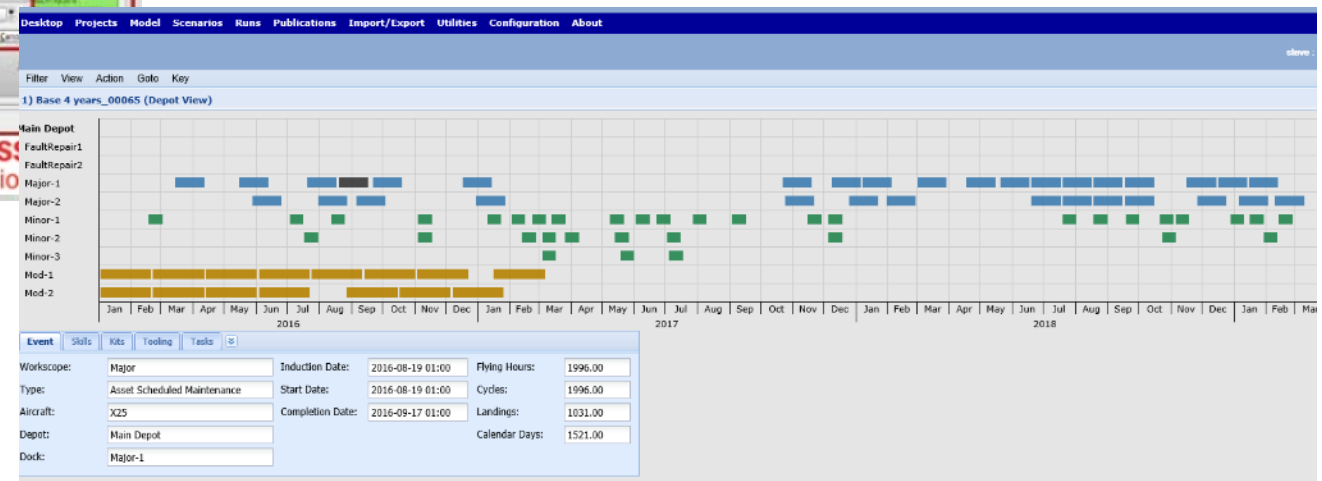 Desktop Projects Model Scenarios Runs Publications Import/Export Utilities Configuration About
steve :
Filter View Action Goto Key
1) Base 4 years_00065 (Depot View)
Main Depot
FaultRepair1
FaultRepair2
Major-1
Major-2
Minor-1
Minor-2
Minor-3
Mod-1
Mod-2
Jan Feb Mar Apr May Jun Jul Aug Sep Oct Nov Dec Jan Feb Mar Apr May Jun Jul Aug Sep Oct Nov Dec Jan Feb Mar Apr May Jun Jul Aug Sep Oct Nov Dec Jan Feb Mar
2016 2017 2018
Event Skills Kits Tooling Tasks
Workscope: Major Induction Date: 2016-08-19 01:00 Flying Hours: 1996.00
Type: Asset Scheduled Maintenance Start Date: 2016-08-19 01:00 Cycles: 1996.00
Aircraft: X25 Completion Date: 2016-09-17 01:00 Landings: 1031.00
Depot: Main Depot Calendar Days: 1521.00
Dock: Major-1